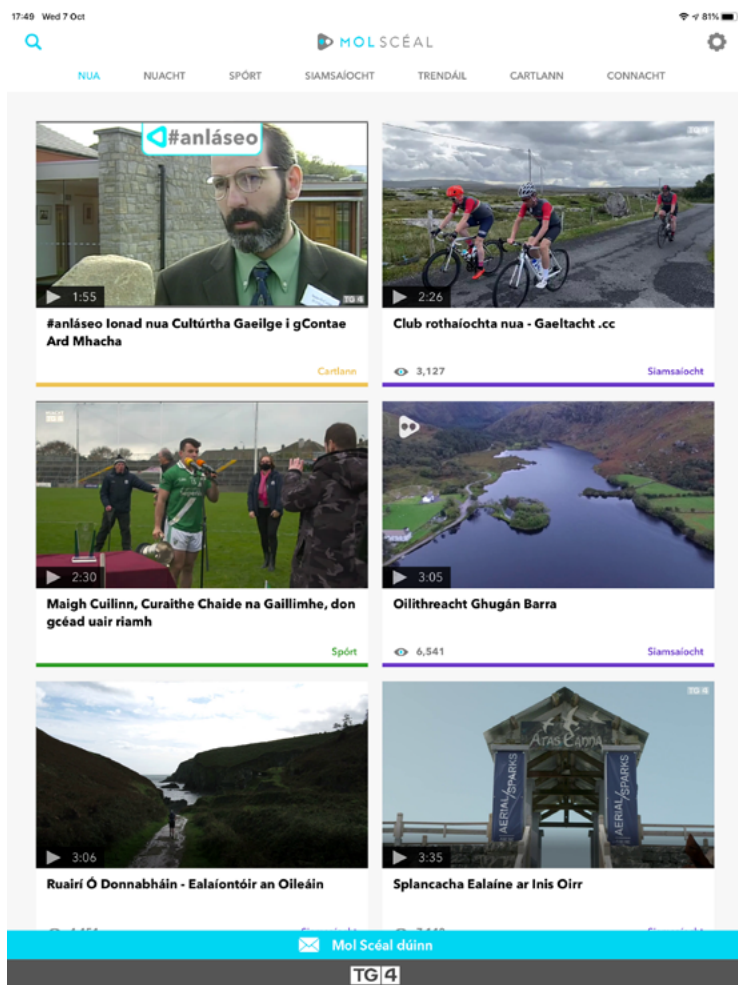 17:49 Wed 7 Oct
81%
MOLSCÉAL
NUA NUACHT SPÓRT SIAMSAÍOCHT TRENDÁIL CARTLANN CONNACHT
#anláseo
TG4
1:55
#anláseo Ionad nua Cultúrtha Gaeilge i gContae
Ard Mhacha
Cartlann
TG4
2:26
Club rothaíochta nua - Gaeltacht .cc
3,127 Siamsaíocht
2:30
Maigh Cuilinn, Curaithe Chaide na Gaillimhe, don
gcéad uair riamh
Spórt
3:05
Oilithreacht Ghugán Barra
6,541 Siamsaíocht
3:06
Ruairí Ó Donnabháin - Ealaíontóir an Oileáin
TG4
ÁRAS ÉANNA
AERIAL/SPARKS
AERIAL/SPARKS
3:35
Splancacha Ealaíne ar Inis Oirr
Mol Scéal dúinn
TG4